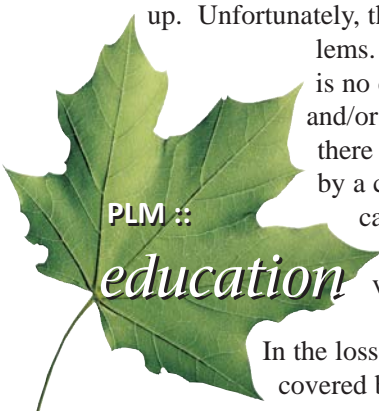 up. Unfortunately, th
lems.
is no
and/or
there
by a
PLM ::
ca
education
In the loss
covered b